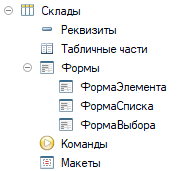 Склады
Реквизиты
Табличные части
Формы
ФормаЭлемента
ФормаСписка
ФормаВыбора
Команды
Макеты